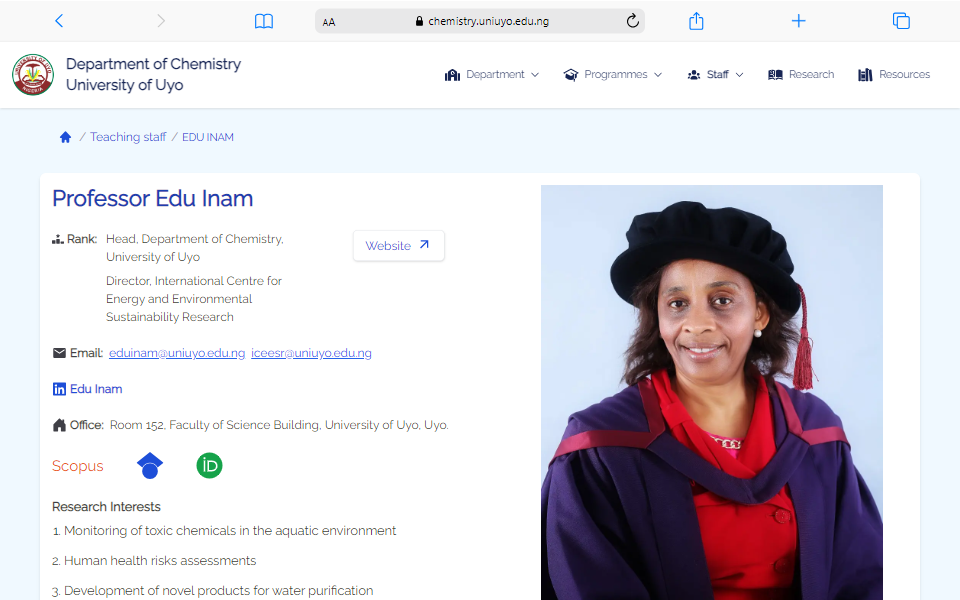 AA chemistry.uniuyo.edu.ng
Department of Chemistry
University of Uyo
Department Programmes Staff Research Resources
/ Teaching staff / EDU INAM
Professor Edu Inam
Rank: Head, Department of Chemistry,
University of Uyo
Director, International Centre for
Energy and Environmental
Sustainability Research
Website
Email: eduinam@uniuyo.edu.ng iceesr@uniuyo.edu.ng
in Edu Inam
Office: Room 152, Faculty of Science Building, University of Uyo, Uyo.
Scopus iD
Research Interests
1. Monitoring of toxic chemicals in the aquatic environment
2. Human health risks assessments
3. Development of novel products for water purification